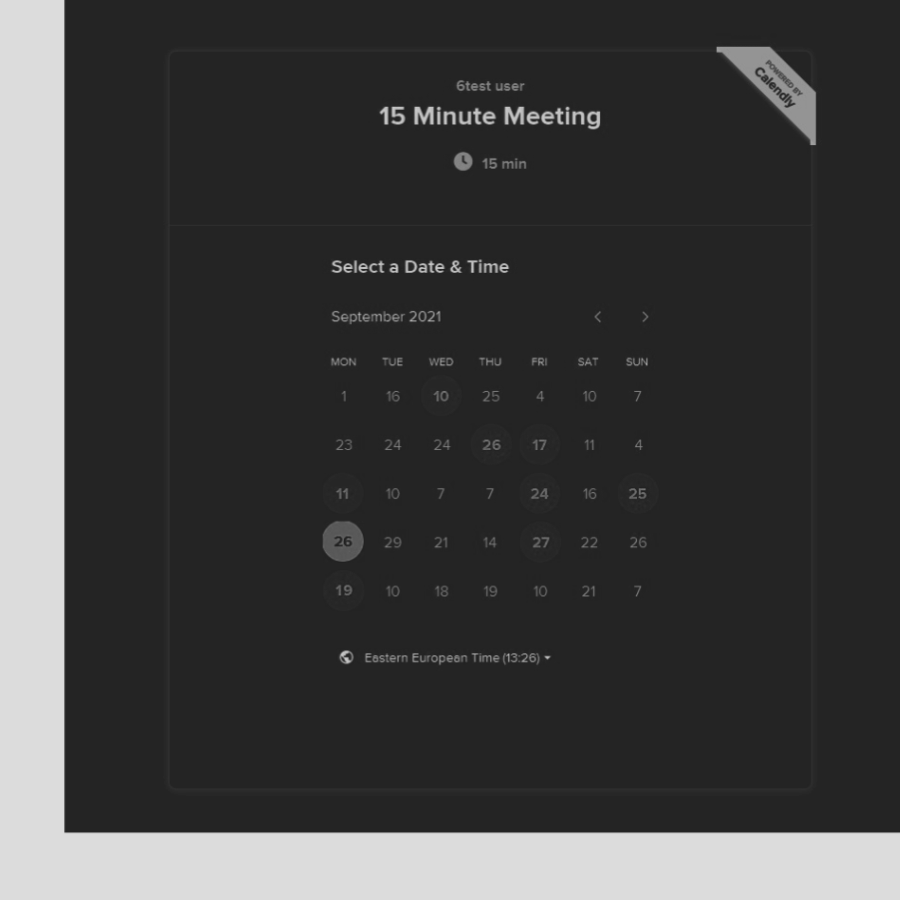 POWERED BY
Calendly
6test user
15 Minute Meeting
15 min
Select a Date & Time
September 2021
MON TUE WED THU FRI SAT SUN
1 16 10 25 4 10 7
23 24 24 26 17 11 4
11 10 7 7 24 16 25
26 29 21 14 27 22 26
19 10 18 19 10 21 7
Eastern European Time (13:26)